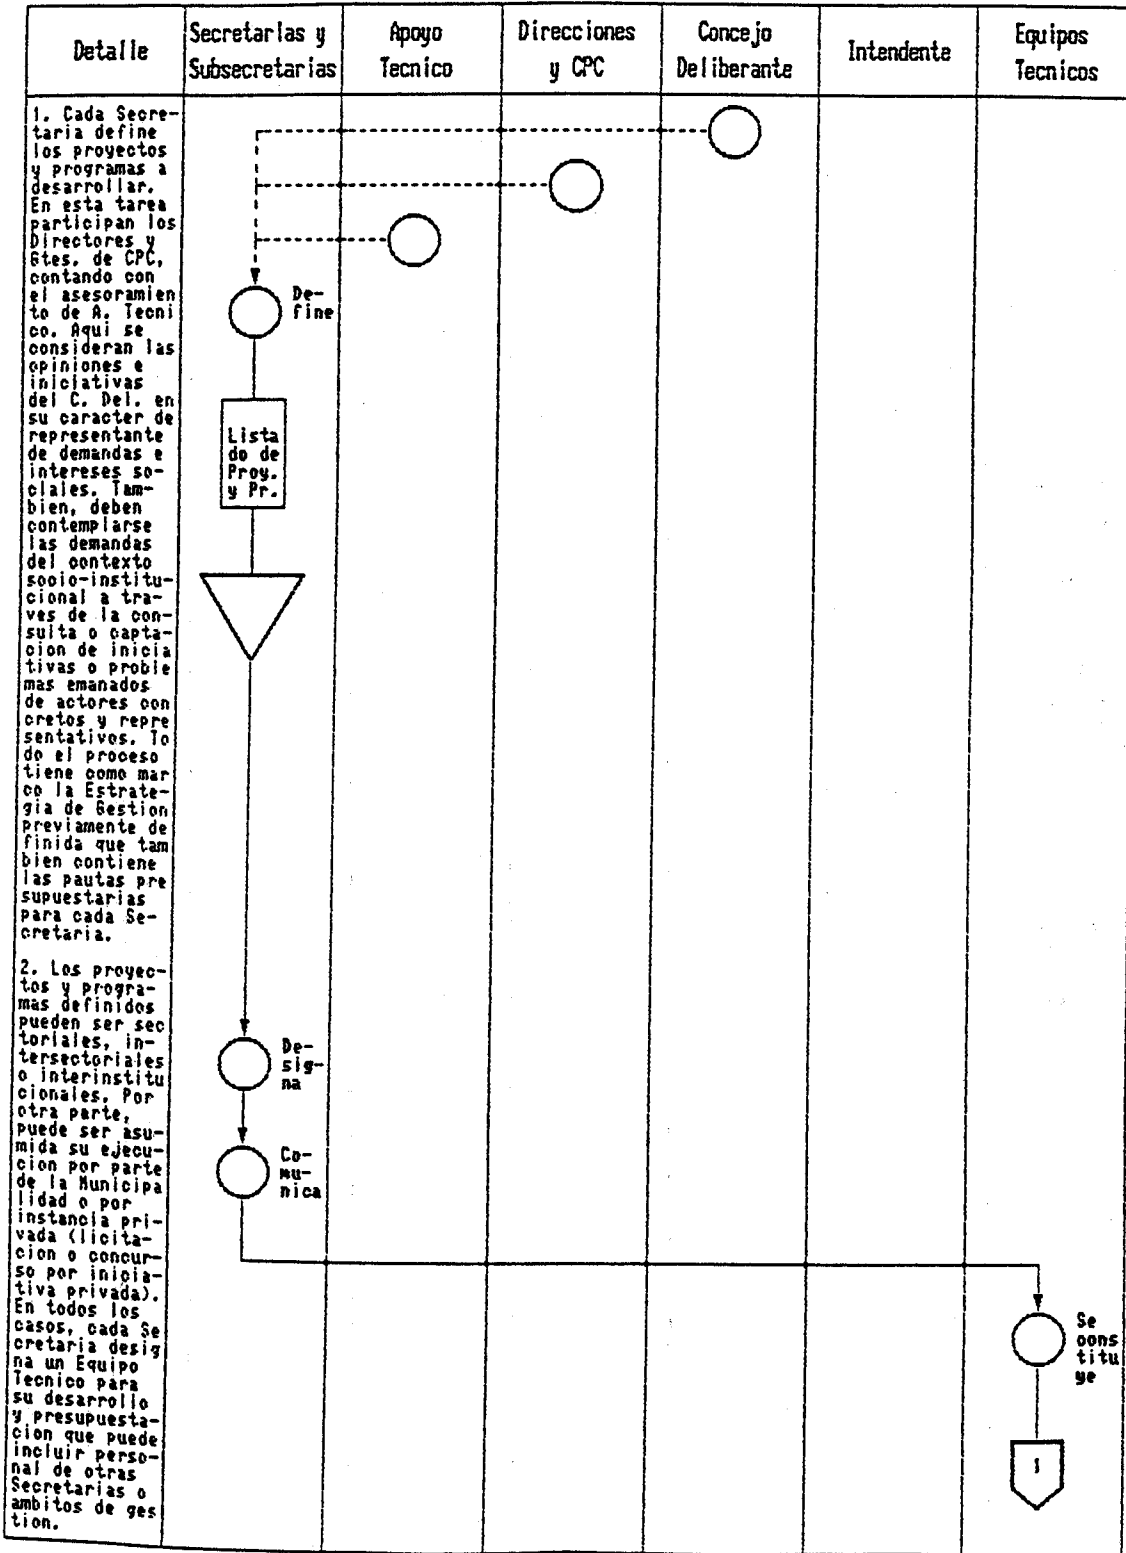 Detalle
Secretarias y
Subsecretarias
Apoyo
Tecnico
Direcciones
y CPC
Concejo
Deliberante
Intendente
Equipos
Tecnicos
1. Cada Secre-
taria define
los proyectos
y programas a
desarrollar.
En esta tarea
participan los
Directores y
Gtes. de CPC,
contando con
el asesoramien
to de A. Tecni
co. Aqui se
consideran las
opiniones e
iniciativas
del C. Del. en
su caracter de
representante
de demandas e
intereses so-
ciales. Tam-
bien, deben
contemplarse
las demandas
del contexto
socio-institu-
cional a tra-
ves de la con-
sulta o capta-
cion de inicia
tivas o proble
mas emanados
de actores con
cretos y repre
sentativos. To
do el proceso
tiene como mar
co la Estrate-
gia de Gestion
previamente de
finida que tam
bien contiene
las pautas pre
supuestarias
para cada Se-
cretaria.
2. Los proyec-
tos y progra-
mas definidos
pueden ser sec
toriales, in-
tersectoriales
o interinstitu
cionales. Por
otra parte,
puede ser asu-
mida su ejecu-
cion por parte
de la Municipa
lidad o por
instancia pri-
vada (licita-
cion o concur-
so por inicia-
tiva privada).
En todos los
casos, cada Se
cretaria desig
na un Equipo
Tecnico para
su desarrollo
y presupuesta-
cion que puede
incluir perso-
nal de otras
Secretarias o
ambitos de ges
tion.
De-
fine
Lista
do de
Proy.
y Pr.
De-
sig-
na
Co-
mu-
nica
Se
cons
titu
ye
1